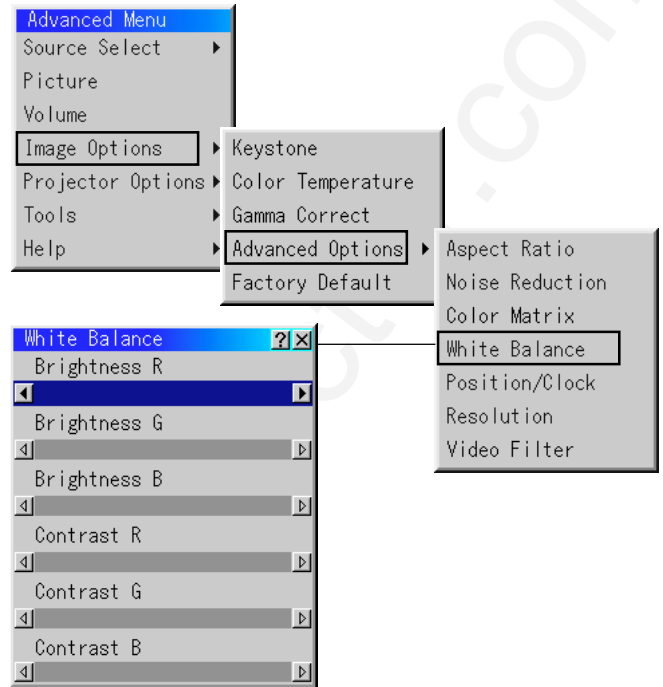 Advanced Menu
Source Select
Picture
Volume
Image Options
Projector Options
Tools
Help
Keystone
Color Temperature
Gamma Correct
Advanced Options
Factory Default
Aspect Ratio
Noise Reduction
Color Matrix
White Balance
Position/Clock
Resolution
Video Filter
White Balance ?
Brightness R
Brightness G
Brightness B
Contrast R
Contrast G
Contrast B